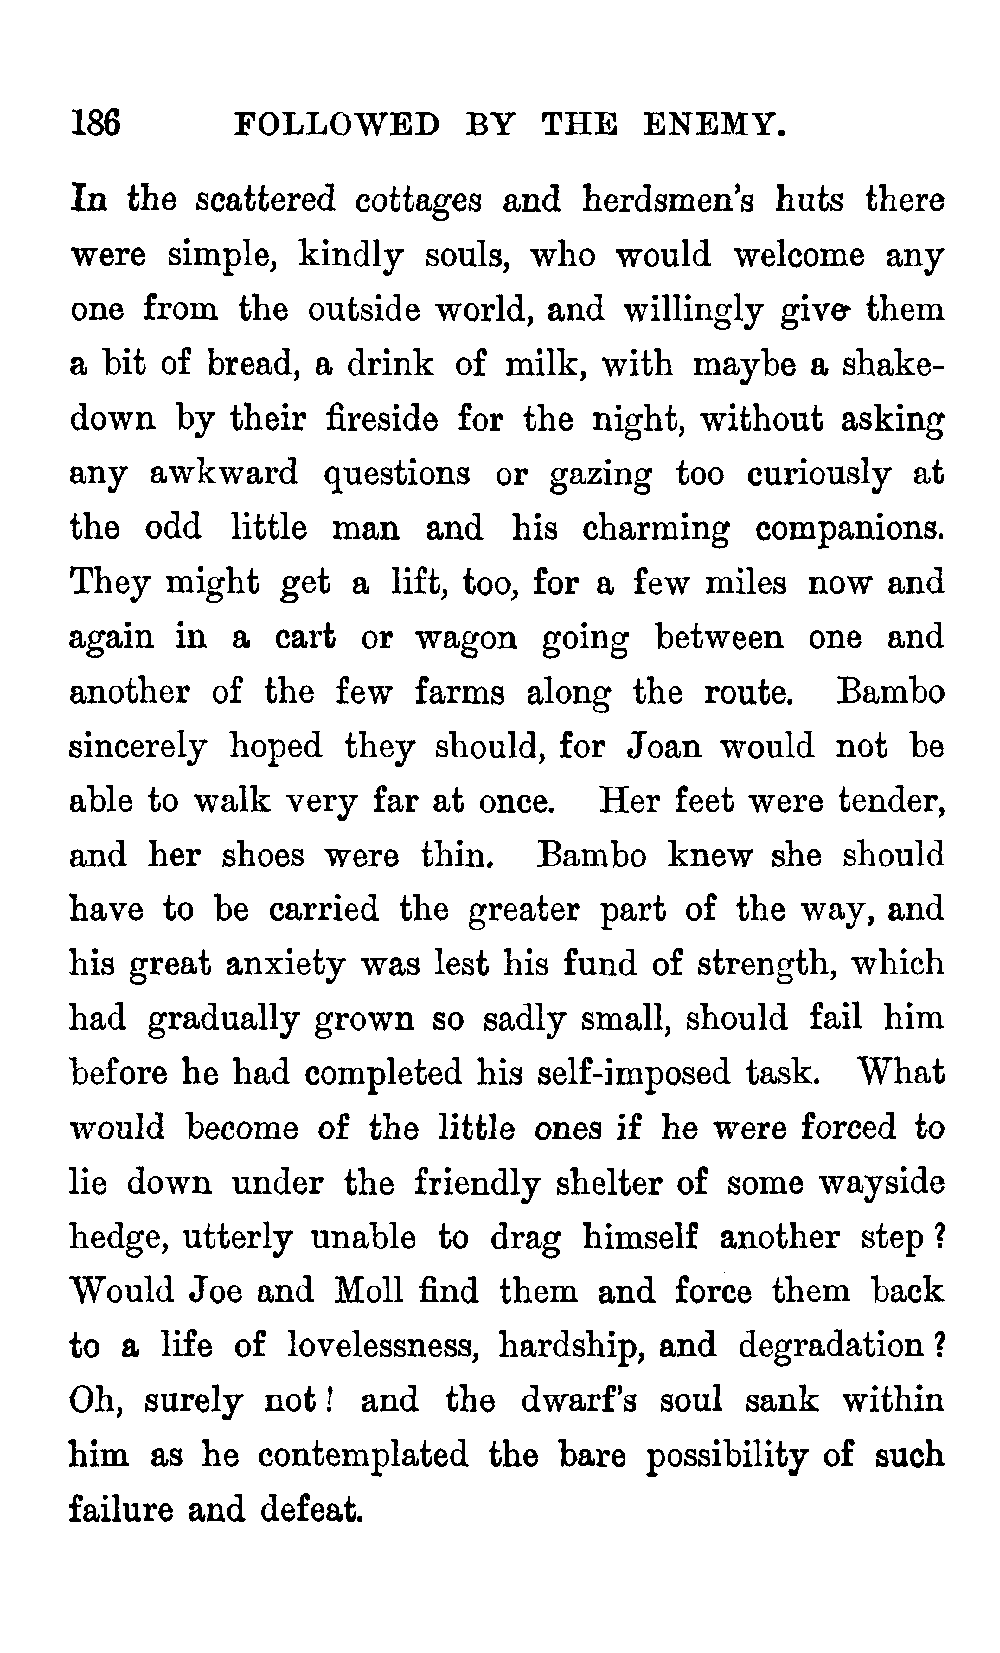 186 FOLLOWED BY THE ENEMY.
In the scattered cottages and herdsmen's huts there
were simple, kindly souls, who would welcome any
one from the outside world, and willingly give them
a bit of bread, a drink of milk, with maybe a shake-
down by their fireside for the night, without asking
any awkward questions or gazing too curiously at
the odd little man and his charming companions.
They might get a lift, too, for a few miles now and
again in a cart or wagon going between one and
another of the few farms along the route. Bambo
sincerely hoped they should, for Joan would not be
able to walk very far at once. Her feet were tender,
and her shoes were thin. Bambo knew she should
have to be carried the greater part of the way, and
his great anxiety was lest his fund of strength, which
had gradually grown so sadly small, should fail him
before he had completed his self-imposed task. What
would become of the little ones if he were forced to
lie down under the friendly shelter of some wayside
hedge, utterly unable to drag himself another step?
Would Joe and Moll find them and force them back
to a life of lovelessness, hardship, and degradation?
Oh, surely not! and the dwarf's soul sank within
him as he contemplated the bare possibility of such
failure and defeat.